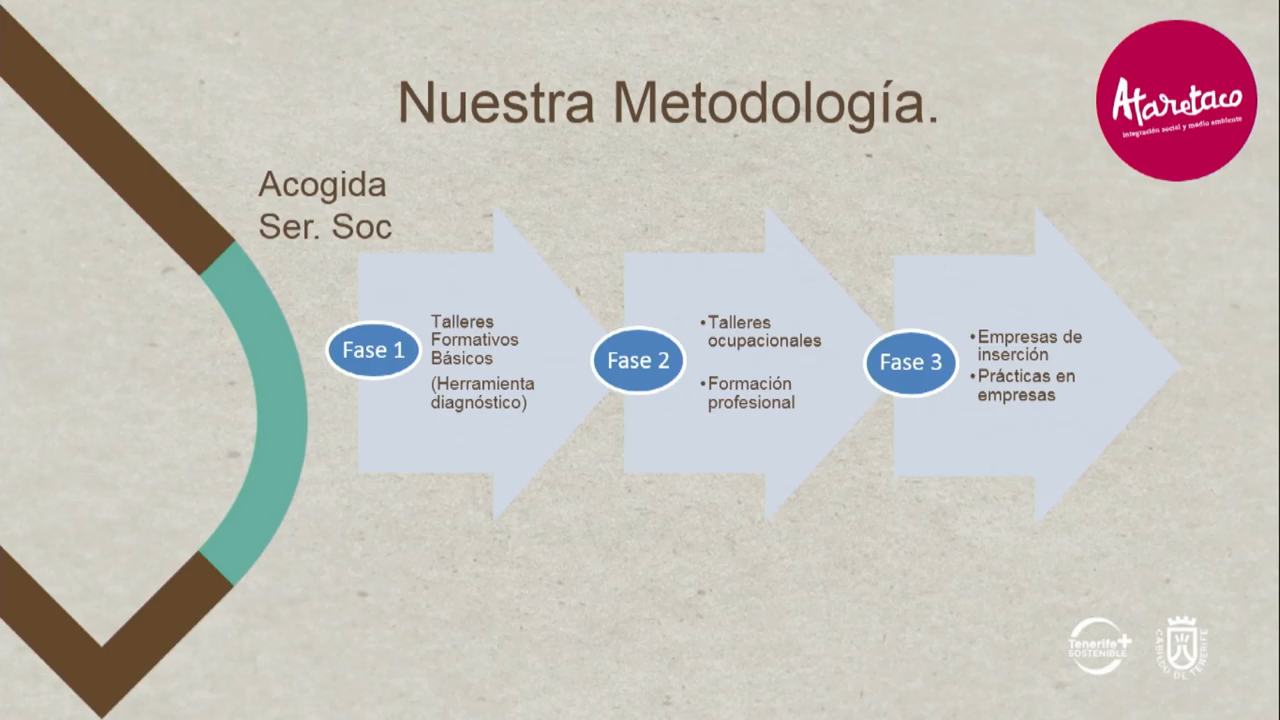 Nuestra Metodología.
Ataretaco
integración social y medio ambiente
Acogida
Ser. Soc
Fase 1
Talleres
Formativos
Básicos
(Herramienta
diagnóstico)
Fase 2
•Talleres
ocupacionales
•Formación
profesional
Fase 3
•Empresas de
inserción
•Prácticas en
empresas
Tenerife+
SOSTENIBLE
CABILDO DE TENERIFE